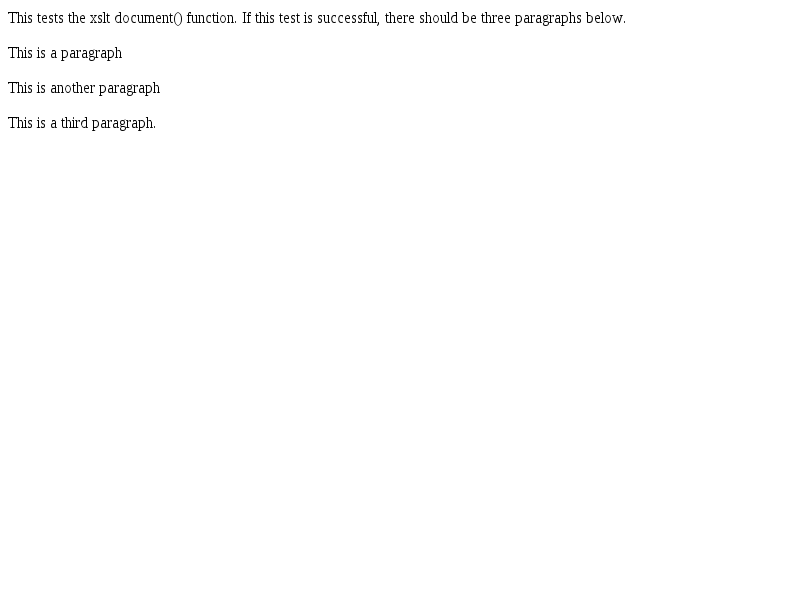 This tests the xslt document() function. If this test is successful, there should be three paragraphs below.
This is a paragraph
This is another paragraph
This is a third paragraph.